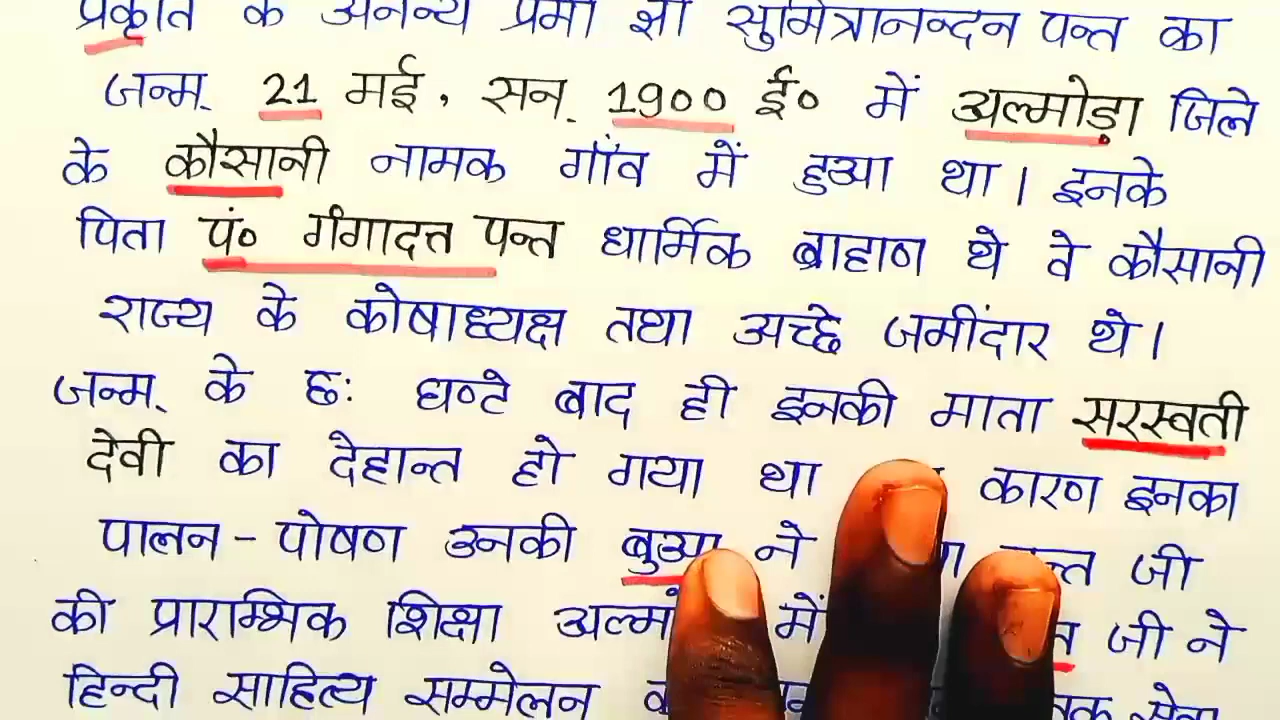 प्रकृति के अनन्य प्रेमी श्री सुमित्रानन्दन पन्त का
जन्म. 21 मई, सन्. 1900 ई० में अल्मोड़ा जिले
के कौसानी नामक गाँव में हुआ था। इनके
पिता पं० गंगादत्त पन्त धार्मिक ब्राहाण थे वे कौसानी
राज्य के कोषाध्यक्ष तथा अच्छे जमींदार थे।
जन्म. के छः घण्टे बाद ही इनकी माता सरस्वती
देवी का देहान्त हो गया था कारण इनका
पालन - पोषण उनकी बुआ ने जी
की प्रारम्भिक शिक्षा में जी ने
हिन्दी साहित्य सम्मेलन